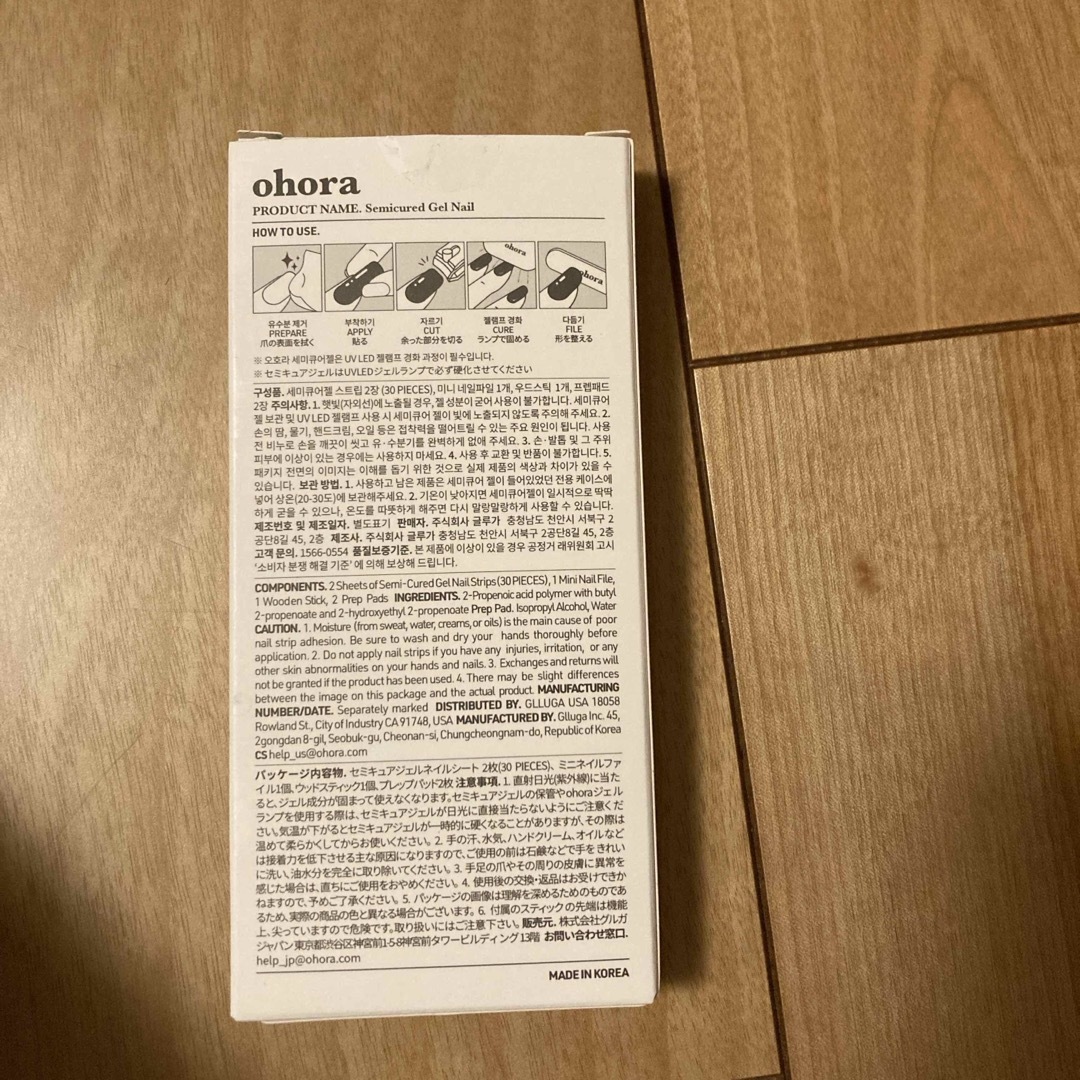 ohora
PRODUCT NAME. Semicured Gel Nail
HOW TO USE.
ohora
ohora
유수분 제거
PREPARE
爪の表面を拭く
부착하기
APPLY
貼る
자르기
CUT
余った部分を切る
젤램프 경화
CURE
ランプで固める
다듬기
FILE
形を整える
※ 오호라 세미큐어젤은 UV LED 젤램프 경화 과정이 필수입니다.
※ セミキュアジェルはUVLEDジェルランプで必ず硬化させてください
구성품. 세미큐어젤 스트립 2장 (30 PIECES), 미니 네일파일 1개, 우드스틱 1개, 프렙패드
2장 주의사항. 1. 햇빛(자외선)에 노출될 경우, 젤 성분이 굳어 사용이 불가합니다. 세미큐어
젤 보관 및 UV LED 젤램프 사용 시 세미큐어 젤이 빛에 노출되지 않도록 주의해 주세요. 2.
손의 땀, 물기, 핸드크림, 오일 등은 접착력을 떨어트릴 수 있는 주요 원인이 됩니다. 사용
전 비누로 손을 깨끗이 씻고 유·수분기를 완벽하게 없애 주세요. 3. 손·발톱 및 그 주위
피부에 이상이 있는 경우에는 사용하지 마세요. 4. 사용 후 교환 및 반품이 불가합니다. 5.
패키지 전면의 이미지는 이해를 돕기 위한 것으로 실제 제품의 색상과 차이가 있을 수
있습니다. 보관 방법. 1. 사용하고 남은 제품은 세미큐어 젤이 들어있었던 전용 케이스에
넣어 상온(20-30도)에 보관해주세요. 2. 기온이 낮아지면 세미큐어젤이 일시적으로 딱딱
하게 굳을 수 있으나, 온도를 따뜻하게 해주면 다시 말랑말랑하게 사용할 수 있습니다.
제조번호 및 제조일자. 별도표기 판매자. 주식회사 글루가 충청남도 천안시 서북구 2
공단8길 45, 2층 제조사. 주식회사 글루가 충청남도 천안시 서북구 2공단8길 45, 2층
고객 문의. 1566-0554 품질보증기준. 본 제품에 이상이 있을 경우 공정거 래위원회 고시
‘소비자 분쟁 해결 기준’ 에 의해 보상해 드립니다.
COMPONENTS. 2 Sheets of Semi-Cured Gel Nail Strips (30 PIECES), 1 Mini Nail File,
1 Wooden Stick, 2 Prep Pads INGREDIENTS. 2-Propenoic acid polymer with butyl
2-propenoate and 2-hydroxyethyl 2-propenoate Prep Pad. Isopropyl Alcohol, Water
CAUTION. 1. Moisture (from sweat, water, creams, or oils) is the main cause of poor
nail strip adhesion. Be sure to wash and dry your hands thoroughly before
application. 2. Do not apply nail strips if you have any injuries, irritation, or any
other skin abnormalities on your hands and nails. 3. Exchanges and returns will
not be granted if the product has been used. 4. There may be slight differences
between the image on this package and the actual product. MANUFACTURING
NUMBER/DATE. Separately marked DISTRIBUTED BY. GLLUGA USA 18058
Rowland St., City of Industry CA 91748, USA MANUFACTURED BY. Glluga Inc. 45,
2gongdan 8-gil, Seobuk-gu, Cheonan-si, Chungcheongnam-do, Republic of Korea
CS help_us@ohora.com
パッケージ内容物. セミキュアジェルネイルシート 2枚(30 PIECES)、ミニネイルファ
イル1個、ウッドスティック1個、プレップパッド2枚 注意事項. 1. 直射日光(紫外線)に当た
ると、ジェル成分が固まって使えなくなります。セミキュアジェルの保管やohoraジェル
ランプを使用する際は、セミキュアジェルが日光に直接当たらないようにご注意くだ
さい。気温が下がるとセミキュアジェルが一時的に硬くなることがありますが、その際は
温めて柔らかくしてからお使いください。2. 手の汗、水気、ハンドクリーム、オイルなど
は接着力を低下させる主な原因になりますので、ご使用の前は石鹸などで手をきれい
に洗い、油水分を完全に取り除いてください。3. 手足の爪やその周りの皮膚に異常を
感じた場合は、直ちにご使用をおやめください。4. 使用後の交換・返品はお受けできか
ねますので、予めご了承ください。5. パッケージの画像は理解を深めるためのものであ
るため、実際の商品の色と異なる場合がございます。6. 付属のスティックの先端は機能
上、尖っていますので危険です。取り扱いにはご注意下さい。販売元. 株式会社グルガ
ジャパン 東京都渋谷区神宮前1-5-8神宮前タワービルディング13階 お問い合わせ窓口.
help_jp@ohora.com
MADE IN KOREA